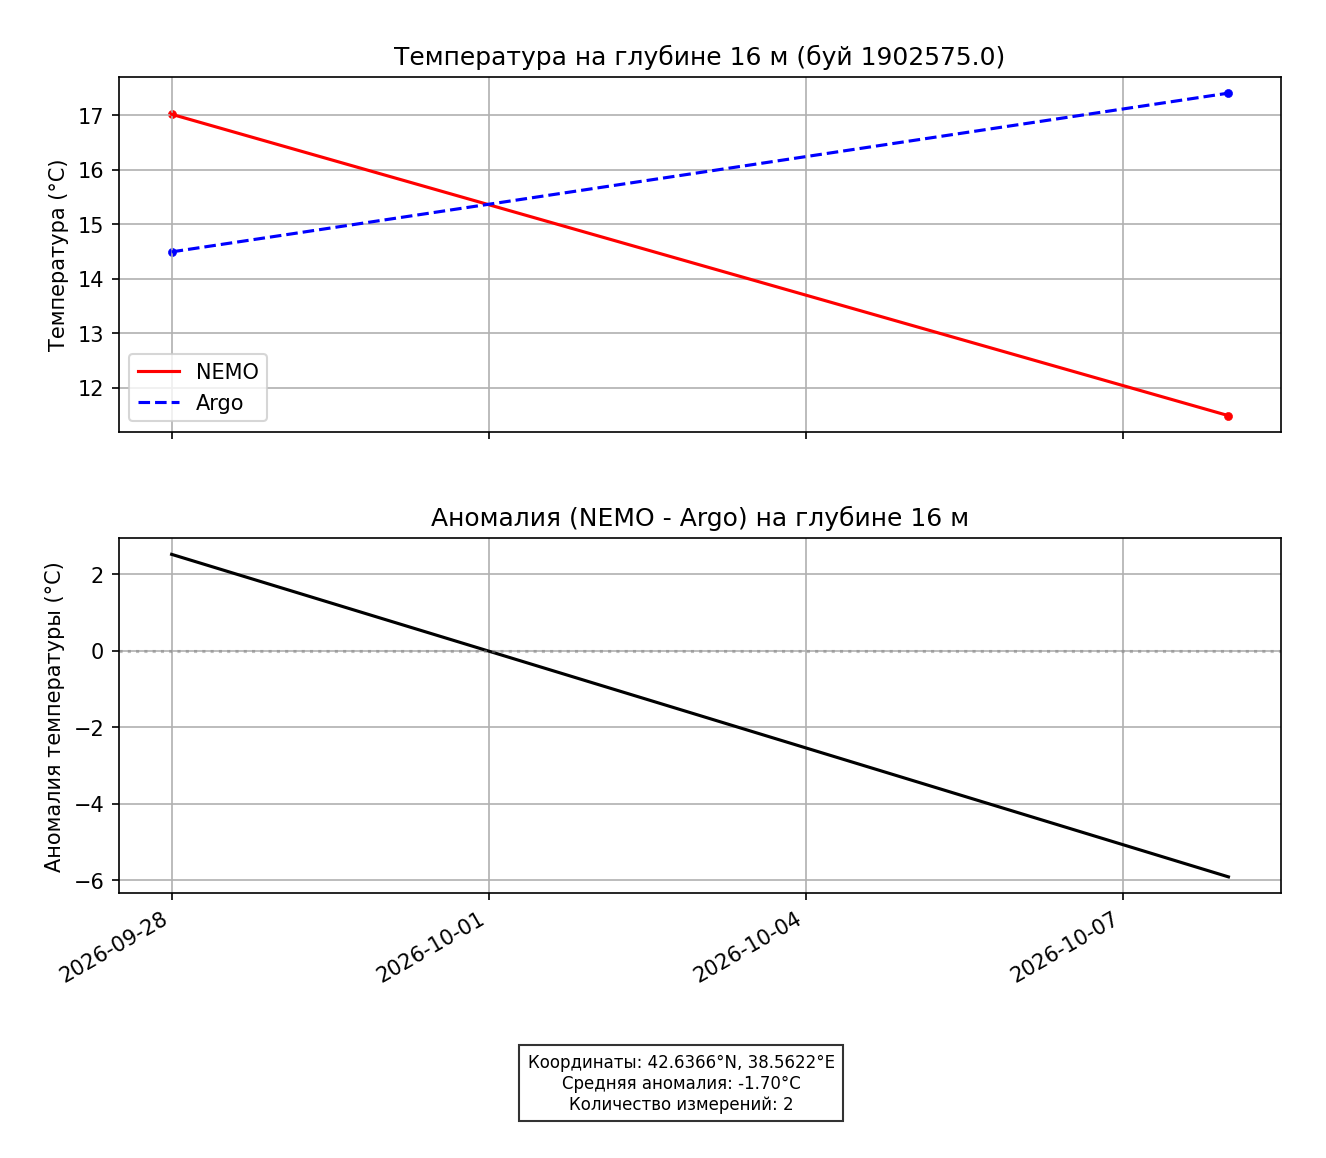 Температура на глубине 16 м (буй 1902575.0)
Температура (°C)
17
16
15
14
13
12
NEMO
Argo
Аномалия (NEMO - Argo) на глубине 16 м
Аномалия температуры (°C)
2
0
−2
−4
−6
2026-09-28
2026-10-01
2026-10-04
2026-10-07
Координаты: 42.6366°N, 38.5622°E
Средняя аномалия: -1.70°C
Количество измерений: 2